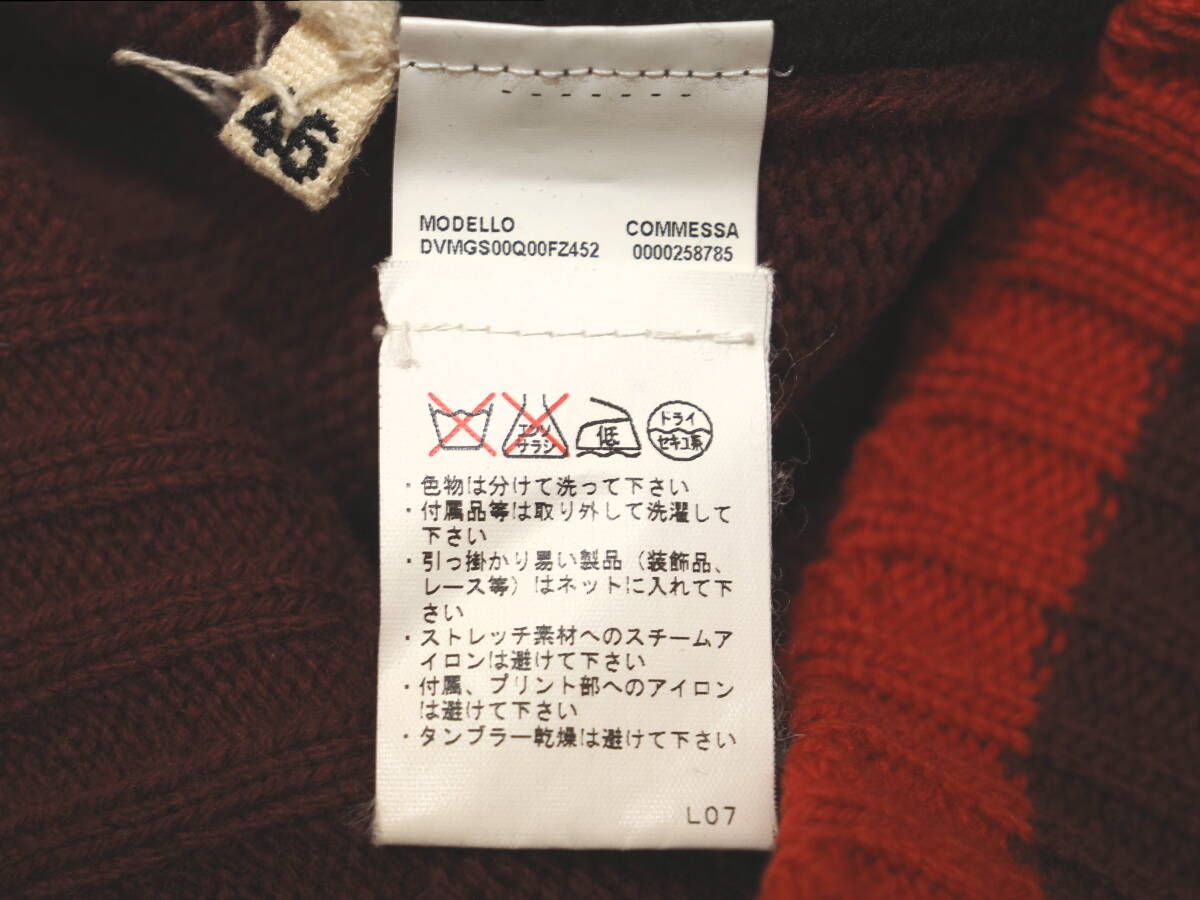 46
MODELLO COMMESSA
DVMGS00Q00FZ452 0000258785
エンソ サラシ
低
ドライ
セキユ系
・色物は分けて洗って下さい
・付属品等は取り外して洗濯して
下さい
・引っ掛かり易い製品（装飾品、
レース等）はネットに入れて下
さい
・ストレッチ素材へのスチームア
イロンは避けて下さい
・付属、プリント部へのアイロン
は避けて下さい
・タンブラー乾燥は避けて下さい
L07